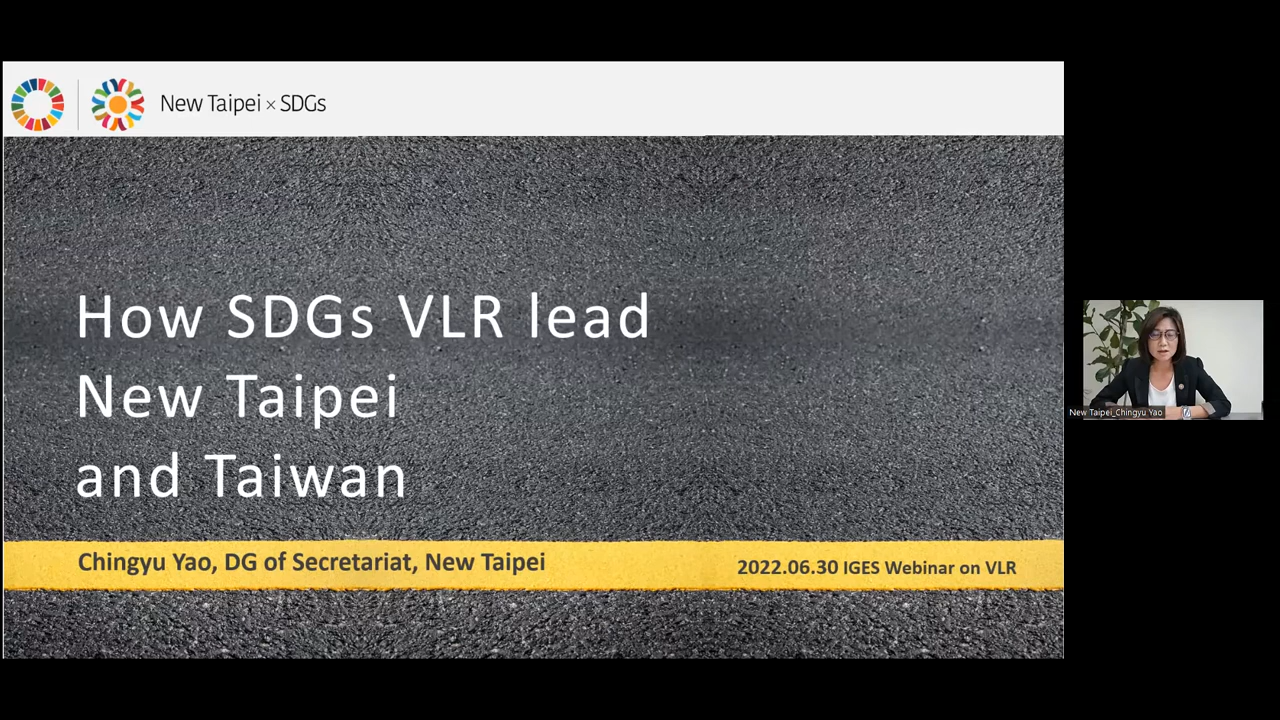 New Taipei × SDGs
How SDGs VLR lead
New Taipei
and Taiwan
Chingyu Yao, DG of Secretariat, New Taipei
2022.06.30 IGES Webinar on VLR
New Taipei_Chingyu Yao